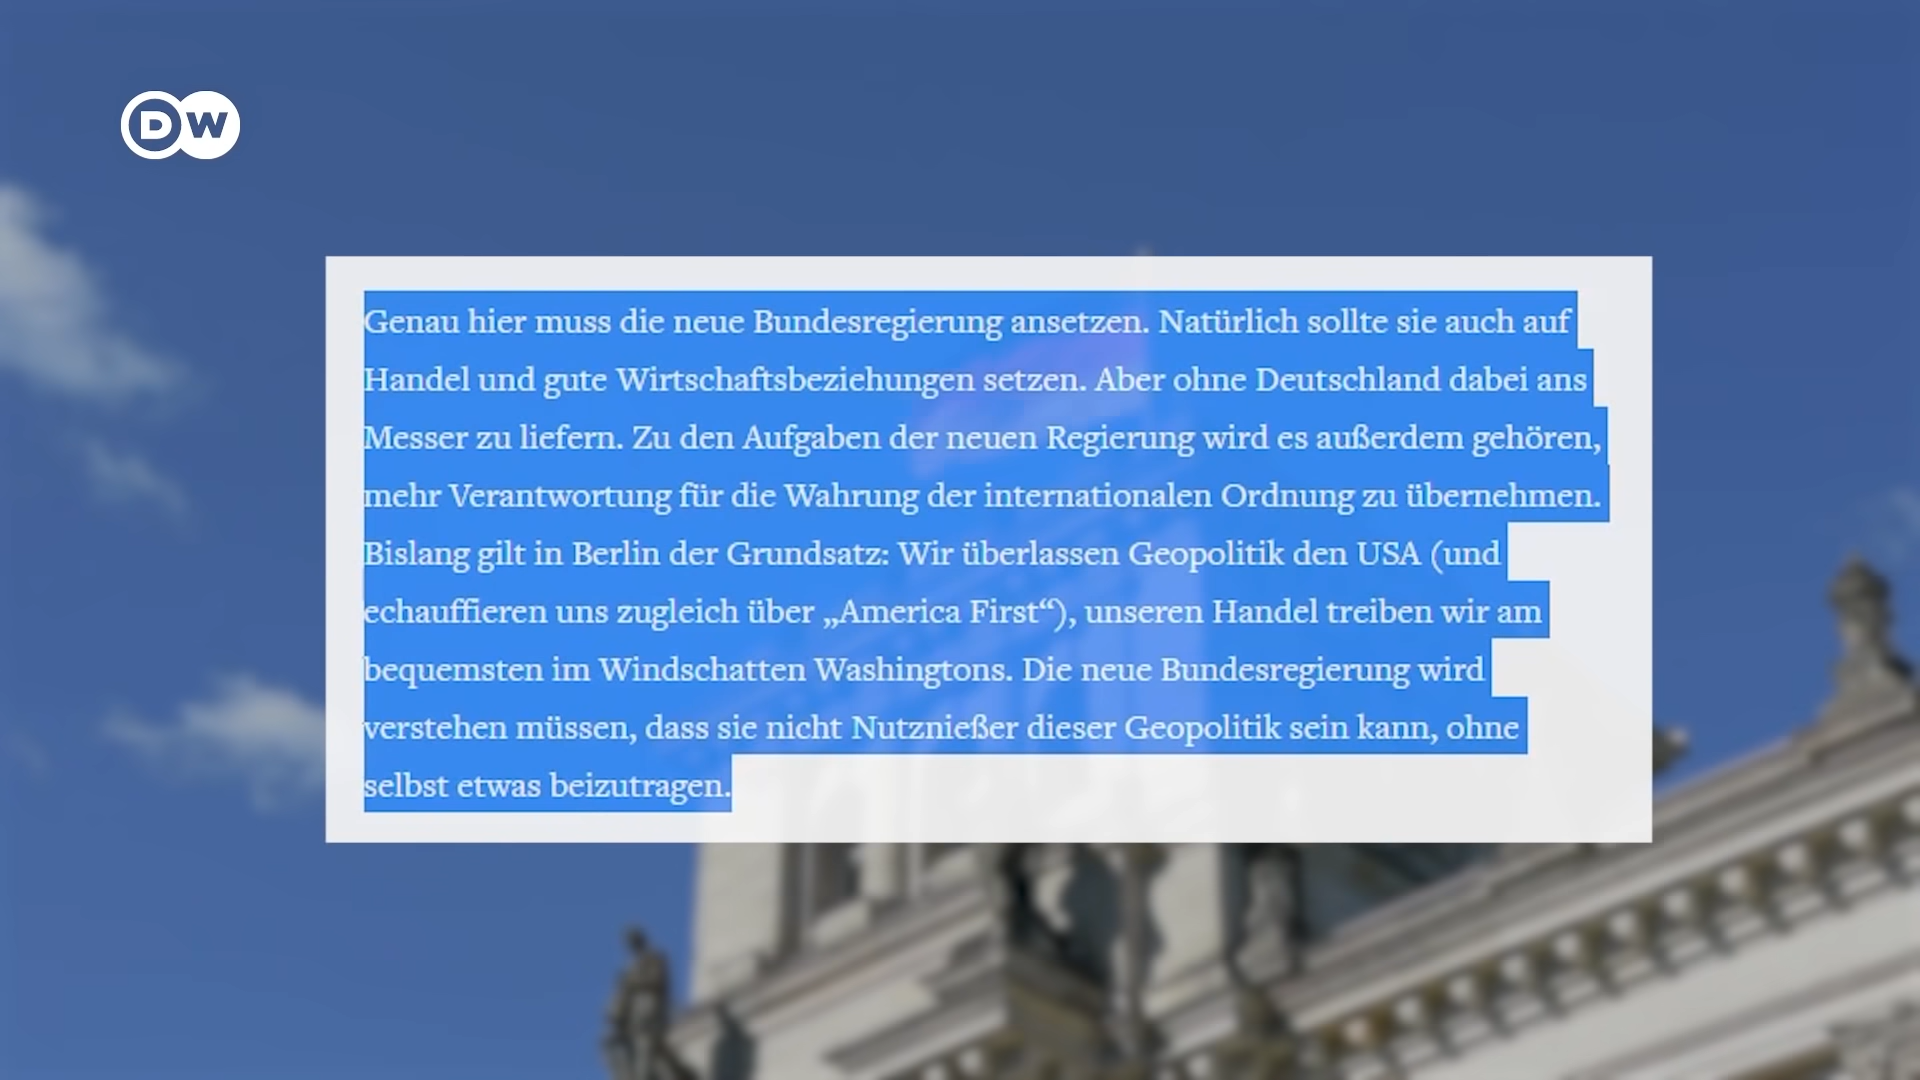 DW
Genau hier muss die neue Bundesregierung ansetzen. Natürlich sollte sie auch auf
Handel und gute Wirtschaftsbeziehungen setzen. Aber ohne Deutschland dabei ans
Messer zu liefern. Zu den Aufgaben der neuen Regierung wird es außerdem gehören,
mehr Verantwortung für die Wahrung der internationalen Ordnung zu übernehmen.
Bislang gilt in Berlin der Grundsatz: Wir überlassen Geopolitik den USA (und
echauffieren uns zugleich über „America First“), unseren Handel treiben wir am
bequemsten im Windschatten Washingtons. Die neue Bundesregierung wird
verstehen müssen, dass sie nicht Nutznießer dieser Geopolitik sein kann, ohne
selbst etwas beizutragen.